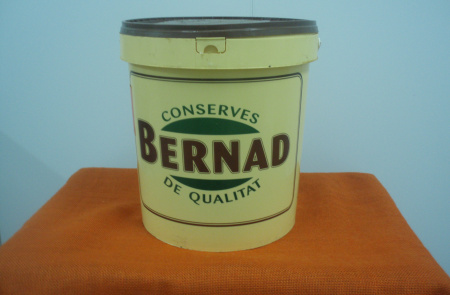 CONSERVES
BERNAD
DE QUALITAT